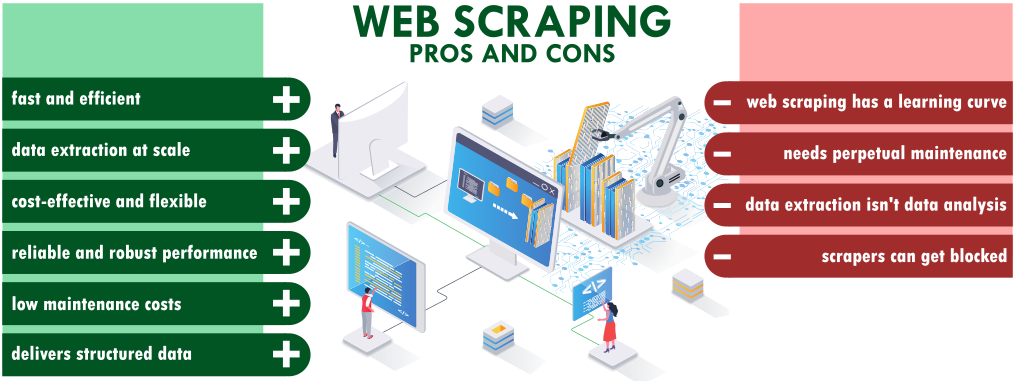 WEB SCRAPING
PROS AND CONS
fast and efficient
data extraction at scale
cost-effective and flexible
reliable and robust performance
low maintenance costs
delivers structured data
web scraping has a learning curve
needs perpetual maintenance
data extraction isn't data analysis
scrapers can get blocked